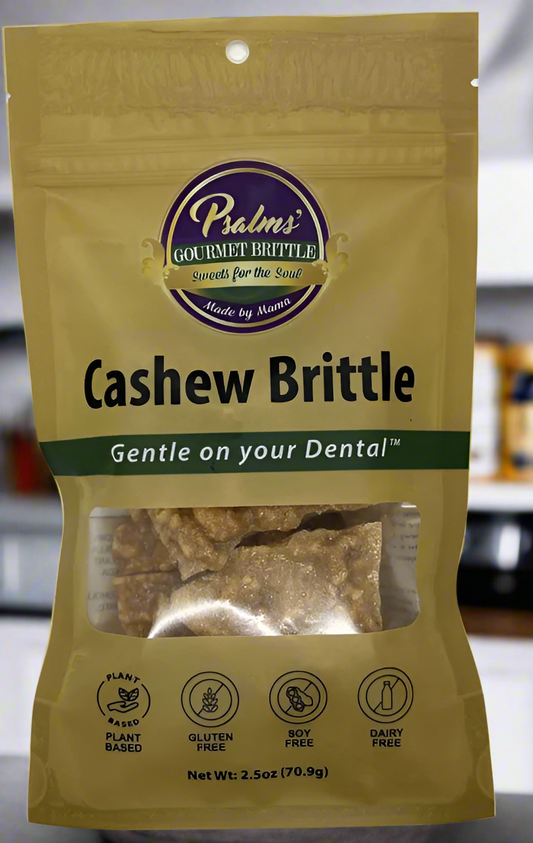 Psalms'
GOURMET BRITTLE
Sweets for the Soul
Made by Mama
Cashew Brittle
Gentle on your Dental™
PLANT
BASED
PLANT
BASED
GLUTEN
FREE
SOY
FREE
DAIRY
FREE
Net Wt: 2.5oz (70.9g)